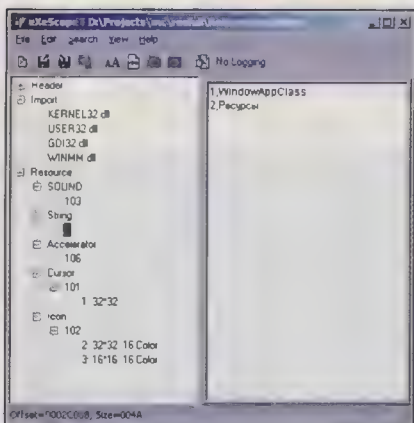 eXeScope
File Edit Search View Help
No Logging
Header
Import
KERNEL32.dll
USER32.dll
GDI32.dll
WINMM.dll
Resource
SOUND
103
String
Accelerator
106
Cursor
101
1 32*32
Icon
102
2 32*32 16 Color
3 16*16 16 Color
1,WindowAppClass
2,Ресурсы
Size=004A